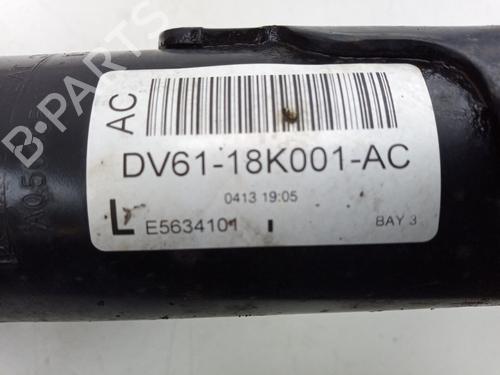 B-PARTS
AC
DV61-18K001-AC
0413 19:05
L E5634101 BAY 3